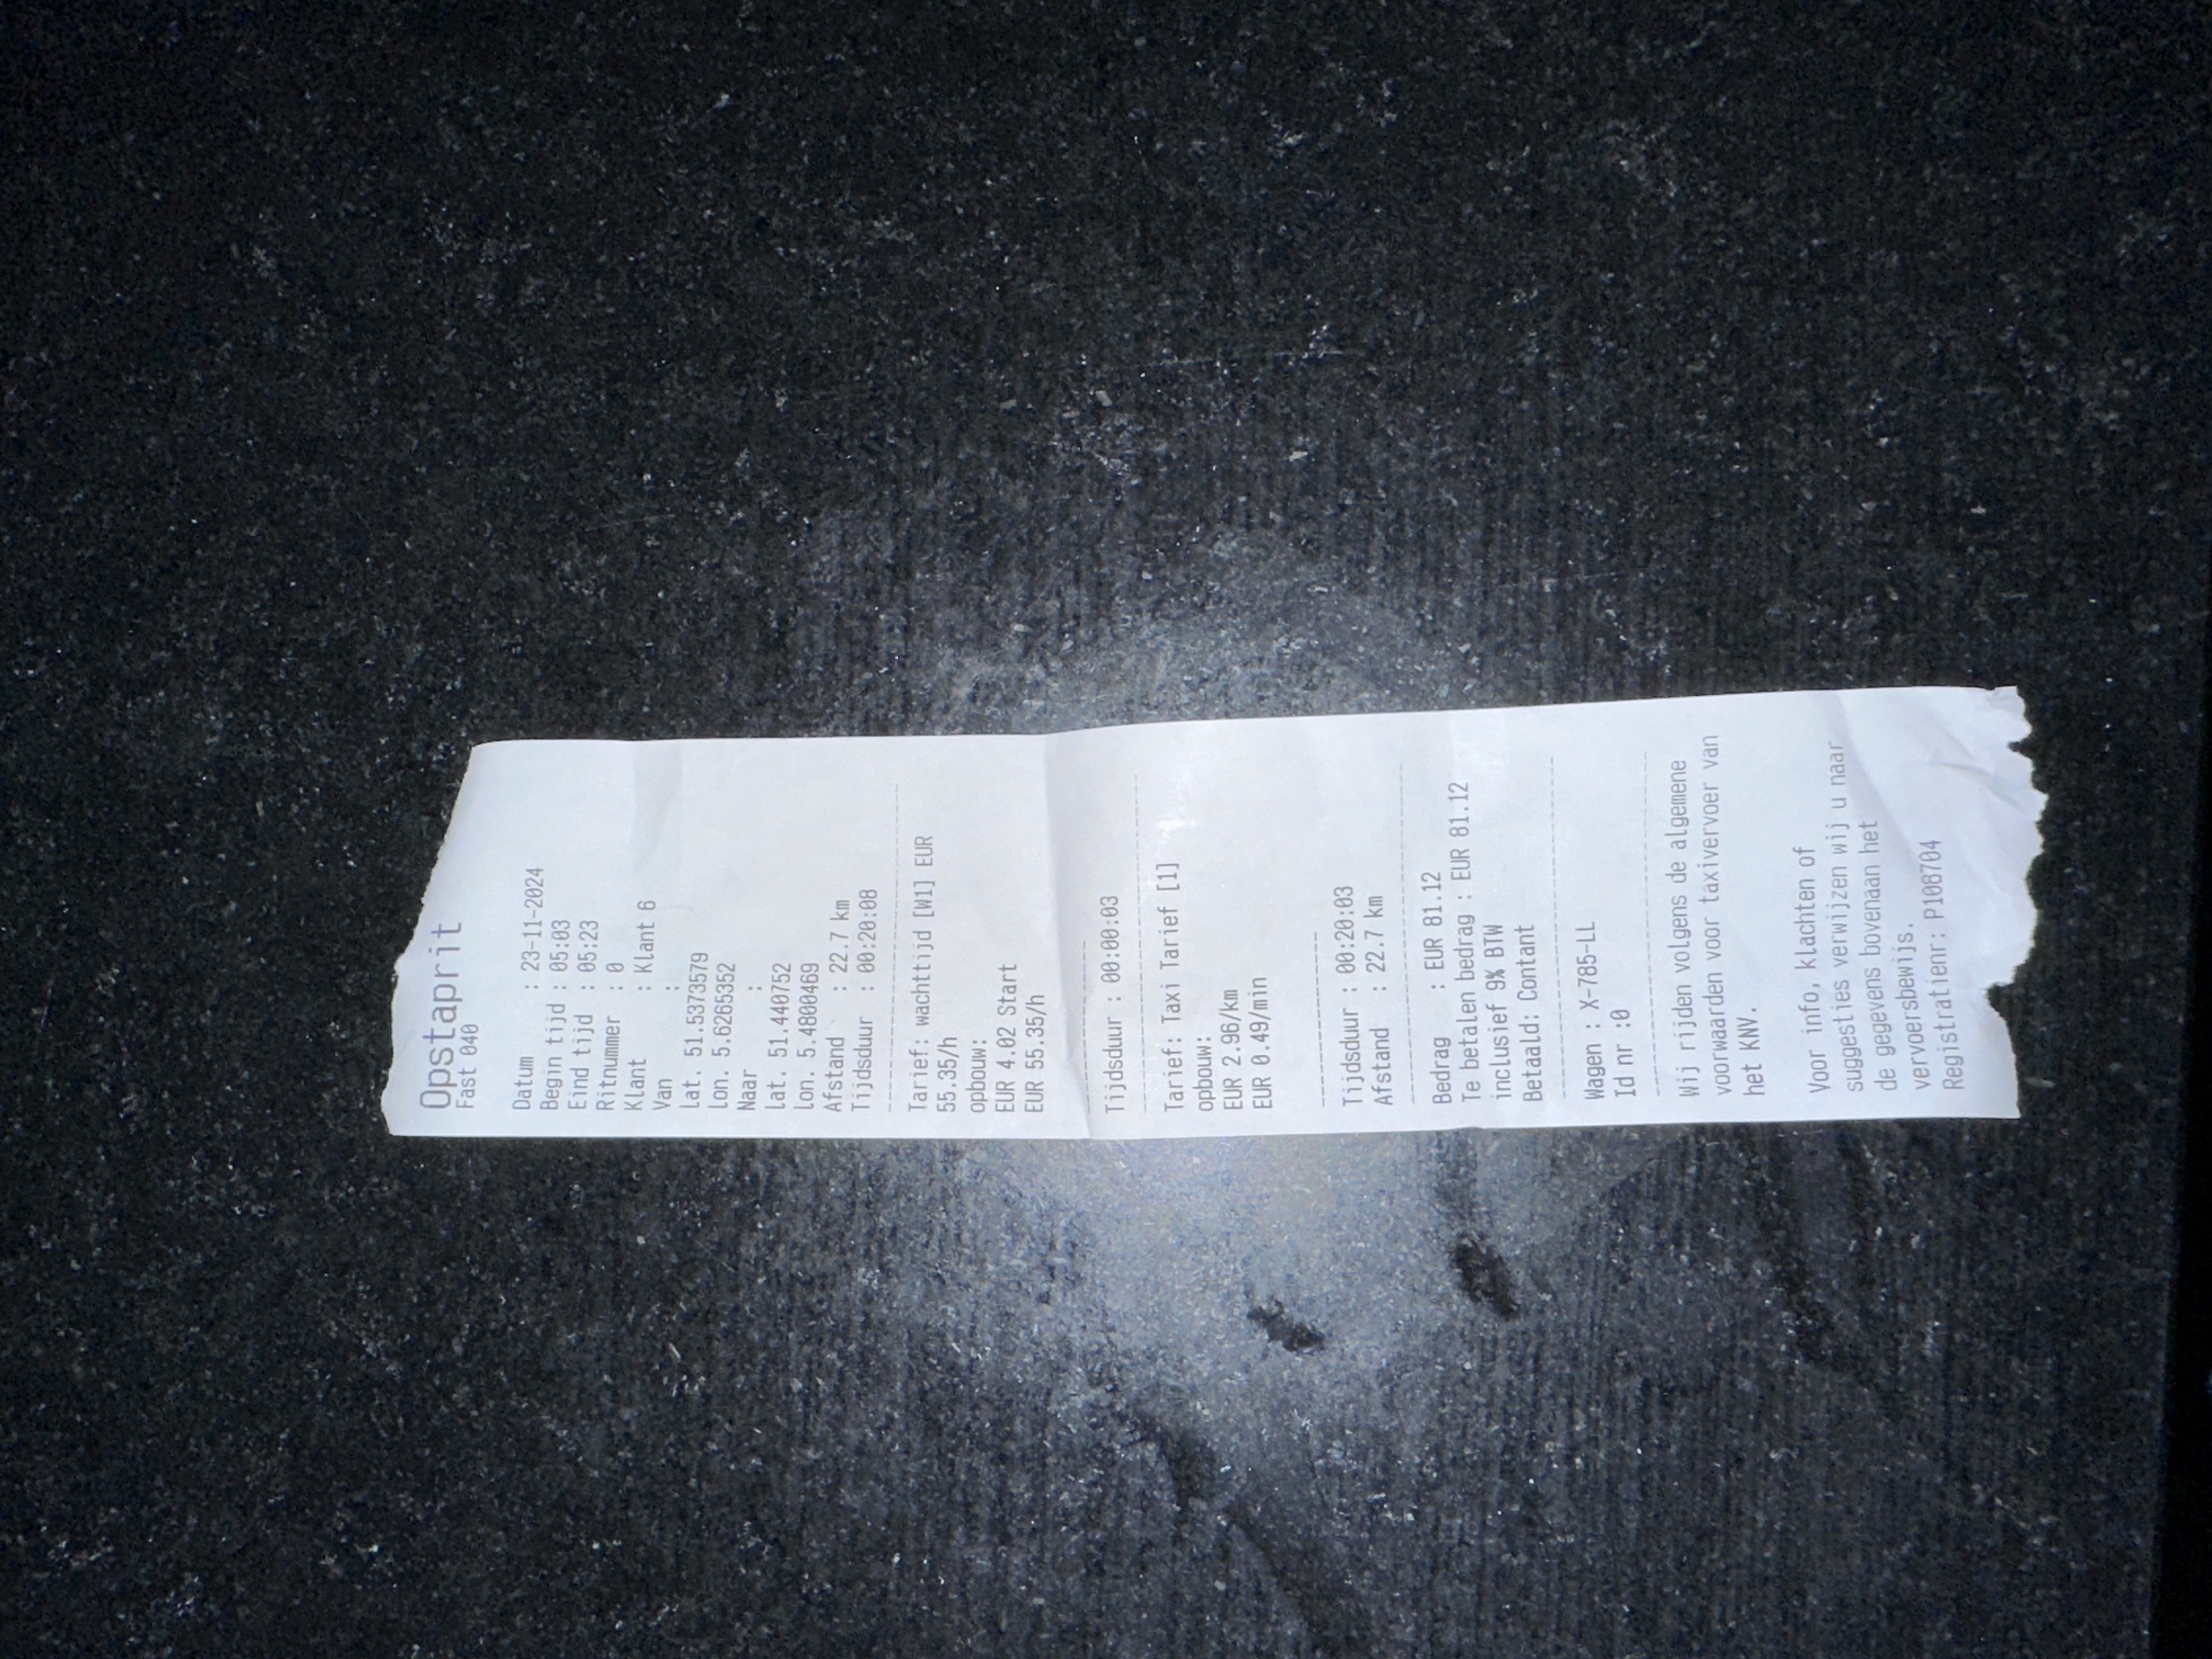 Opstaprit
Fast 040
Datum : 23-11-2024
Begin tijd : 05:03
Eind tijd : 05:23
Ritnummer : 0
Klant : Klant 6
Van :
lat. 51.5373579
lon. 5.6265352
Naar :
lat. 51.440752
lon. 5.4800469
Afstand : 22.7 km
Tijdsduur : 00:20:08
------------------------------
Tarief: wachttijd [W1] EUR
55.35/h
opbouw:
EUR 4.02 Start
EUR 55.35/h
----------------
Tijdsduur : 00:00:03
------------------------------
Tarief: Taxi Tarief [1]
opbouw:
EUR 2.96/km
EUR 0.49/min
----------------
Tijdsduur : 00:20:03
Afstand : 22.7 km
------------------------------
Bedrag : EUR 81.12
Te betalen bedrag : EUR 81.12
inclusief 9% BTW
Betaald: Contant
------------------------------
Wagen : X-785-LL
Id nr :0
------------------------------
Wij rijden volgens de algemene
voorwaarden voor taxivervoer van
het KNV.
Voor info, klachten of
suggesties verwijzen wij u naar
de gegevens bovenaan het
vervoersbewijs.
Registratienr: P108704